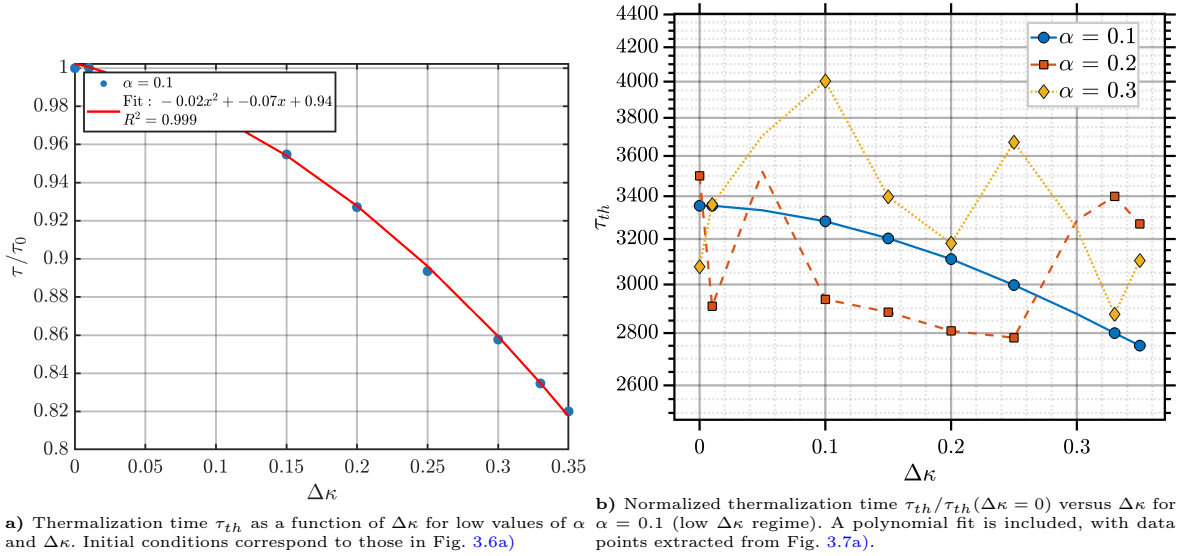 1
0.98
0.96
0.94
0.92
0.9
0.88
0.86
0.84
0.82
0.8
τ/τ₀
α = 0.1
Fit : − 0.02x² + −0.07x + 0.94
R² = 0.999
0 0.05 0.1 0.15 0.2 0.25 0.3 0.35
Δκ
a) Thermalization time τ_th as a function of Δκ for low values of α
and Δκ. Initial conditions correspond to those in Fig. 3.6a)
4400
4200
4000
3800
3600
3400
3200
3000
2800
2600
τ_th
α = 0.1
α = 0.2
α = 0.3
0 0.1 0.2 0.3
Δκ
b) Normalized thermalization time τ_th/τ_th(Δκ = 0) versus Δκ for
α = 0.1 (low Δκ regime). A polynomial fit is included, with data
points extracted from Fig. 3.7a).